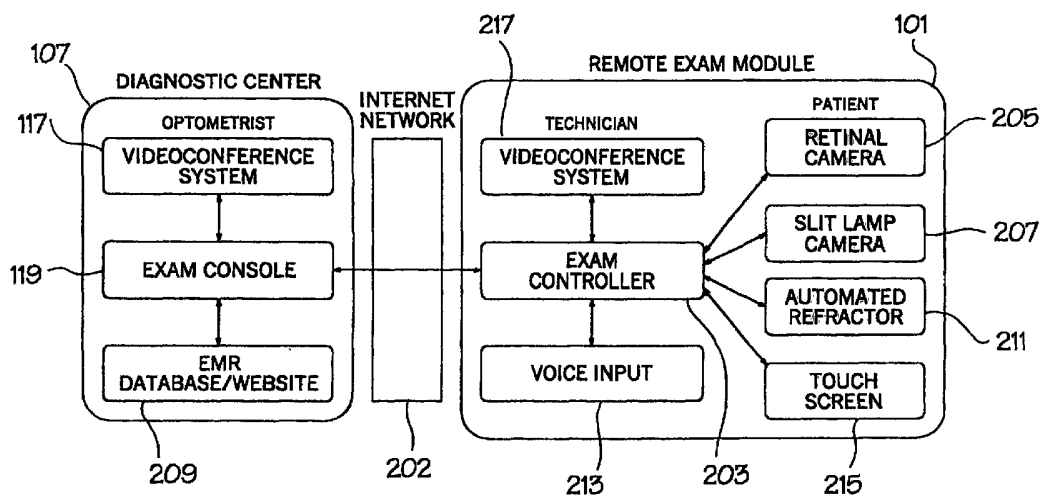 217
101
107
REMOTE EXAM MODULE
DIAGNOSTIC CENTER
INTERNET
NETWORK
OPTOMETRIST
TECHNICIAN
PATIENT
117
VIDEOCONFERENCE
SYSTEM
VIDEOCONFERENCE
SYSTEM
RETINAL
CAMERA
205
SLIT LAMP
CAMERA
207
119
EXAM CONSOLE
EXAM
CONTROLLER
AUTOMATED
REFRACTOR
211
EMR
DATABASE/WEBSITE
VOICE INPUT
TOUCH
SCREEN
209
202
213
203
215